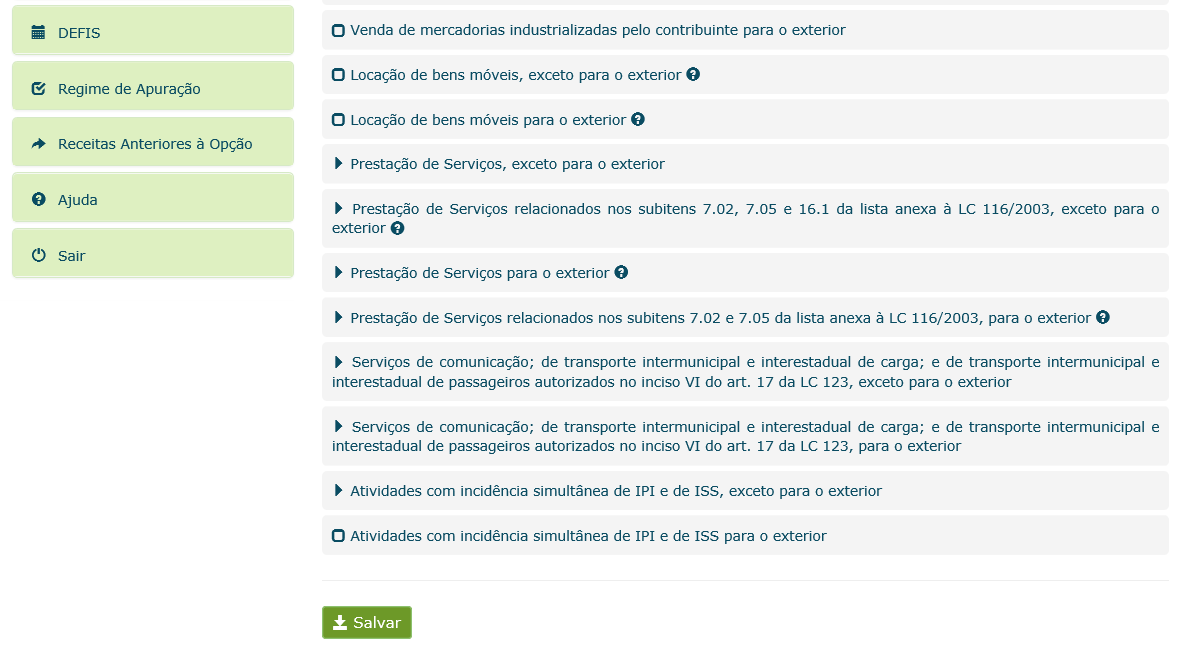 DEFIS
Regime de Apuração
Receitas Anteriores à Opção
Ajuda
Sair
Venda de mercadorias industrializadas pelo contribuinte para o exterior
Locação de bens móveis, exceto para o exterior
Locação de bens móveis para o exterior
Prestação de Serviços, exceto para o exterior
Prestação de Serviços relacionados nos subitens 7.02, 7.05 e 16.1 da lista anexa à LC 116/2003, exceto para o
exterior
Prestação de Serviços para o exterior
Prestação de Serviços relacionados nos subitens 7.02 e 7.05 da lista anexa à LC 116/2003, para o exterior
Serviços de comunicação; de transporte intermunicipal e interestadual de carga; e de transporte intermunicipal e
interestadual de passageiros autorizados no inciso VI do art. 17 da LC 123, exceto para o exterior
Serviços de comunicação; de transporte intermunicipal e interestadual de carga; e de transporte intermunicipal e
interestadual de passageiros autorizados no inciso VI do art. 17 da LC 123, para o exterior
Atividades com incidência simultânea de IPI e de ISS, exceto para o exterior
Atividades com incidência simultânea de IPI e de ISS para o exterior
Salvar